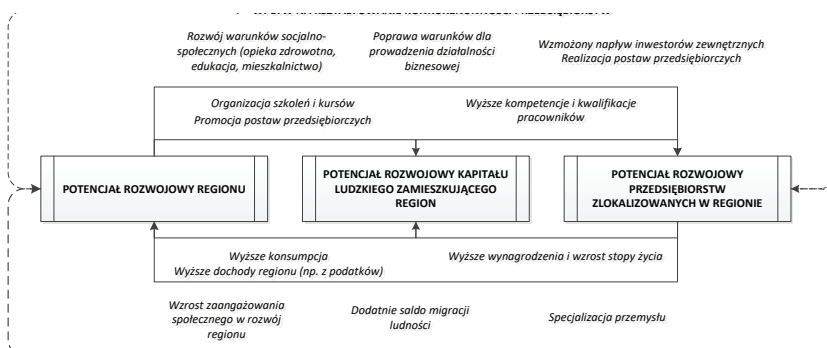 Rozwój warunków socjalno-
społecznych (opieka zdrowotna,
edukacja, mieszkalnictwo)
Poprawa warunków dla
prowadzenia działalności
biznesowej
Wzmożony napływ inwestorów zewnętrznych
Realizacja postaw przedsiębiorczych
Organizacja szkoleń i kursów
Promocja postaw przedsiębiorczych
Wyższe kompetencje i kwalifikacje
pracowników
POTENCJAŁ ROZWOJOWY REGIONU
POTENCJAŁ ROZWOJOWY KAPITAŁU
LUDZKIEGO ZAMIESZKUJĄCEGO
REGION
POTENCJAŁ ROZWOJOWY
PRZEDSIĘBIORSTW
ZLOKALIZOWANYCH W REGIONIE
Wyższe konsumpcja
Wyższe dochody regionu (np. z podatków)
Wyższe wynagrodzenia i wzrost stopy życia
Wzrost zaangażowania
społecznego w rozwój
regionu
Dodatnie saldo migracji
ludności
Specjalizacja przemysłu